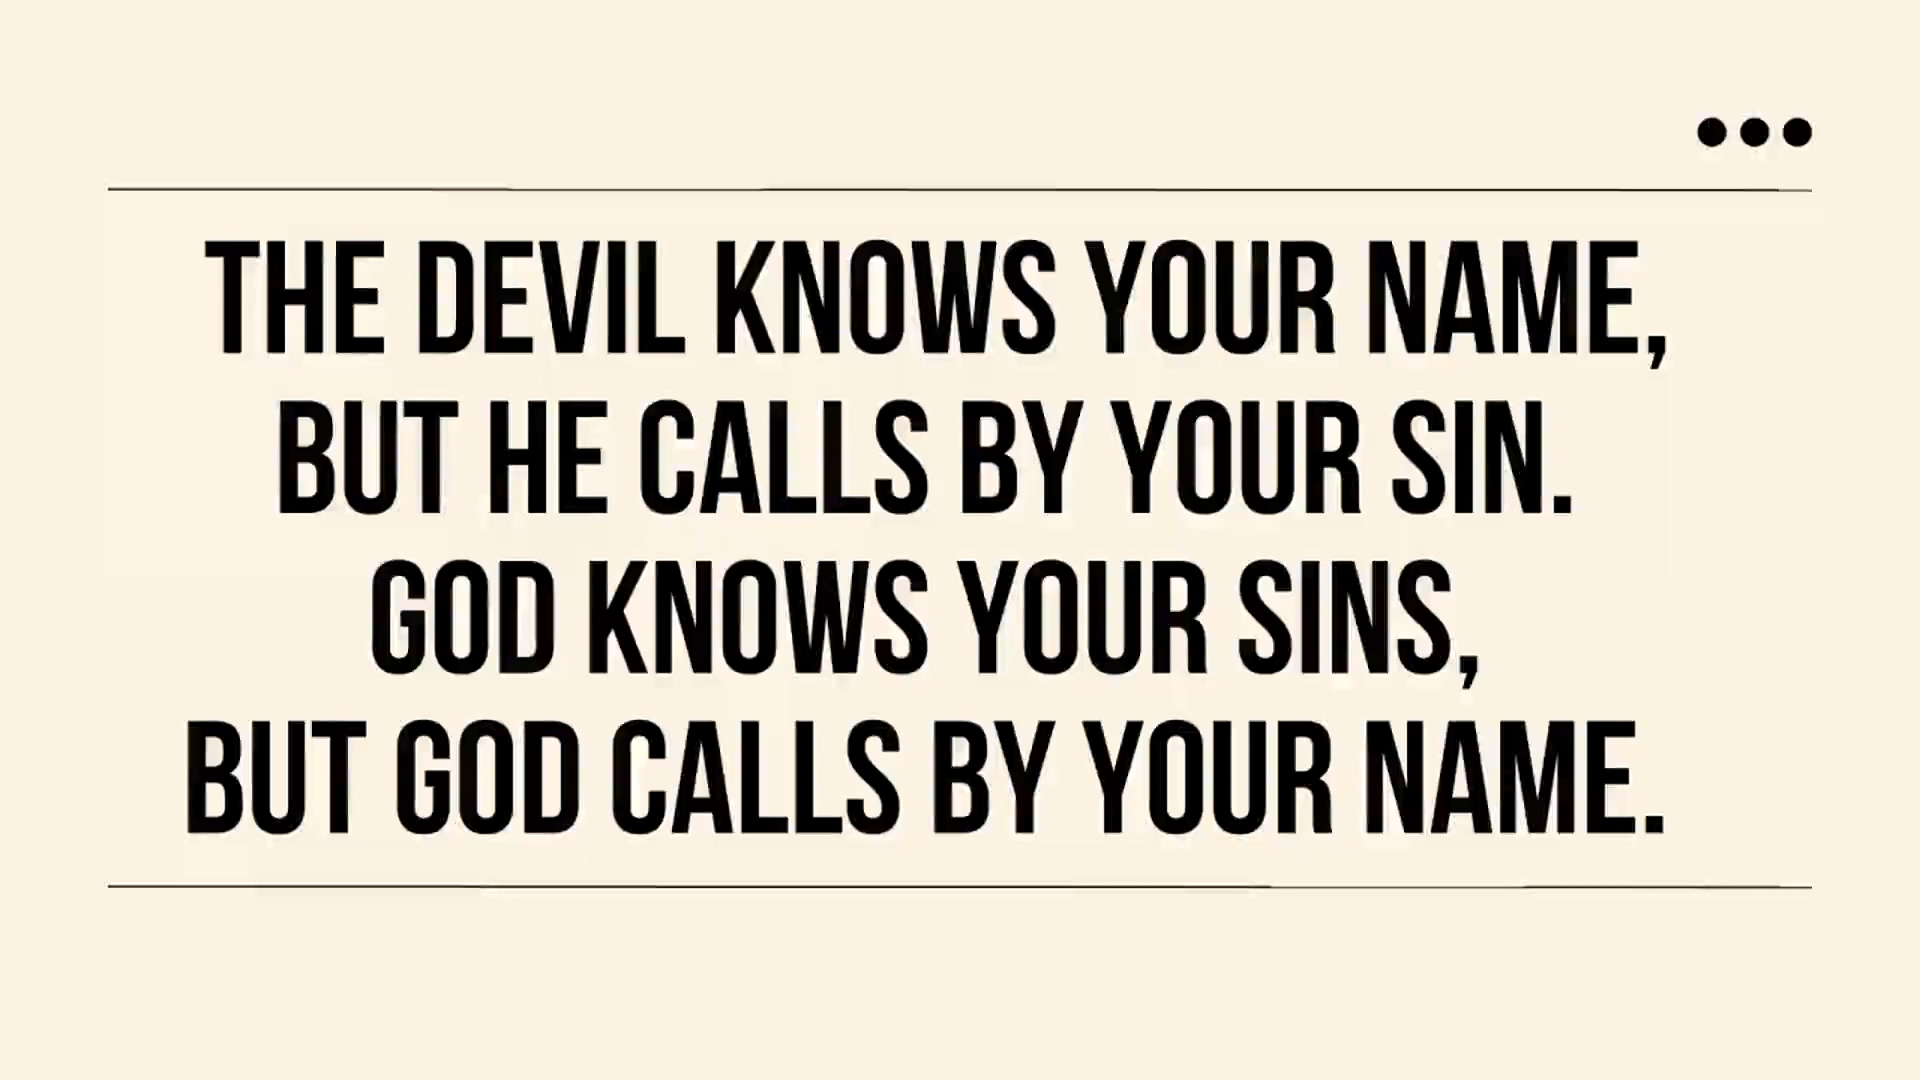 THE DEVIL KNOWS YOUR NAME,
BUT HE CALLS BY YOUR SIN.
GOD KNOWS YOUR SINS,
BUT GOD CALLS BY YOUR NAME.